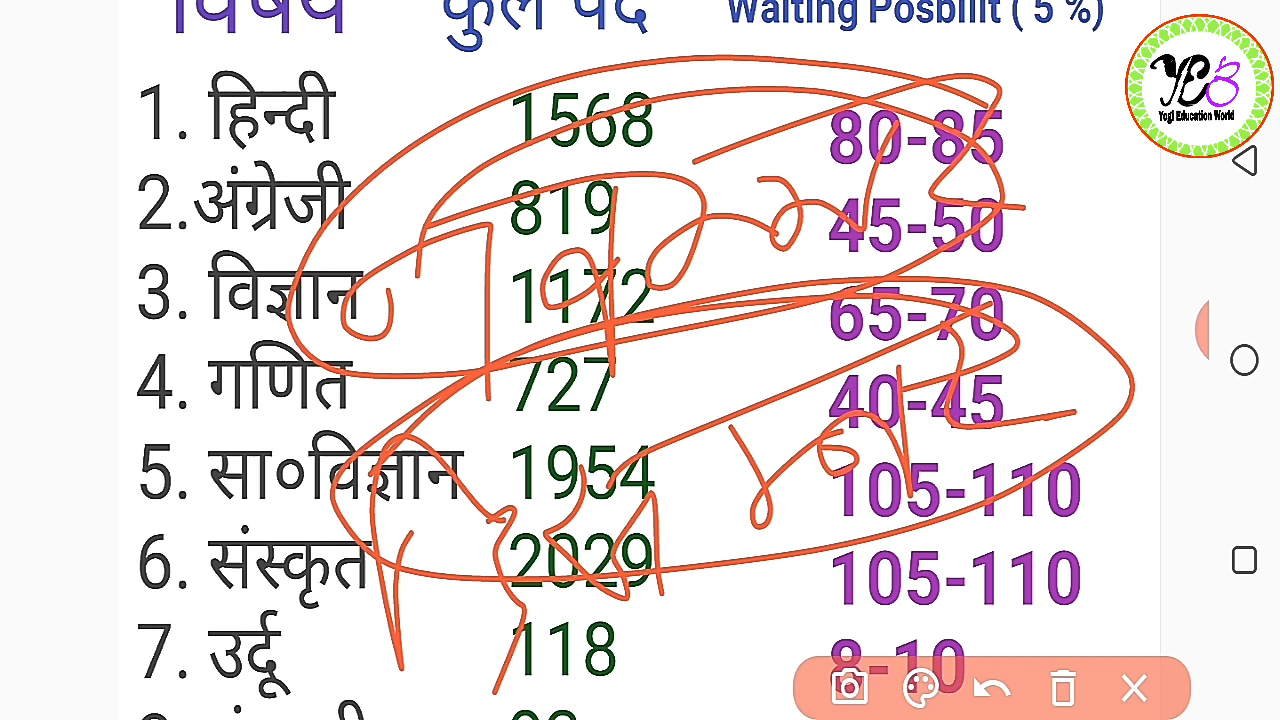 विषय कुल पद Waiting Posbilit ( 5 %)
1. हिन्दी 1568 80-85
2.अंग्रेजी 819 45-50
3. विज्ञान 1172 65-70
4. गणित 727 40-45
5. सा०विज्ञान 1954 105-110
6. संस्कृत 2029 105-110
7. उर्दू 118 8-10
YEB
Yogi Education World